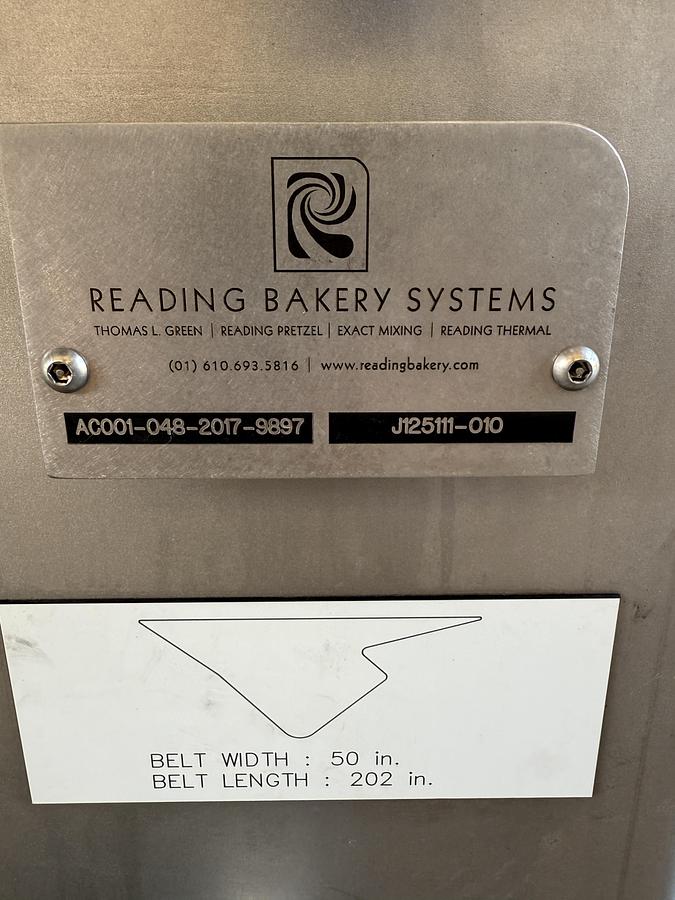 READING BAKERY SYSTEMS
THOMAS L. GREEN | READING PRETZEL | EXACT MIXING | READING THERMAL
(01) 610.693.5816 | www.readingbakery.com
AC001-048-2017-9897 J125111-010
BELT WIDTH : 50 in.
BELT LENGTH : 202 in.